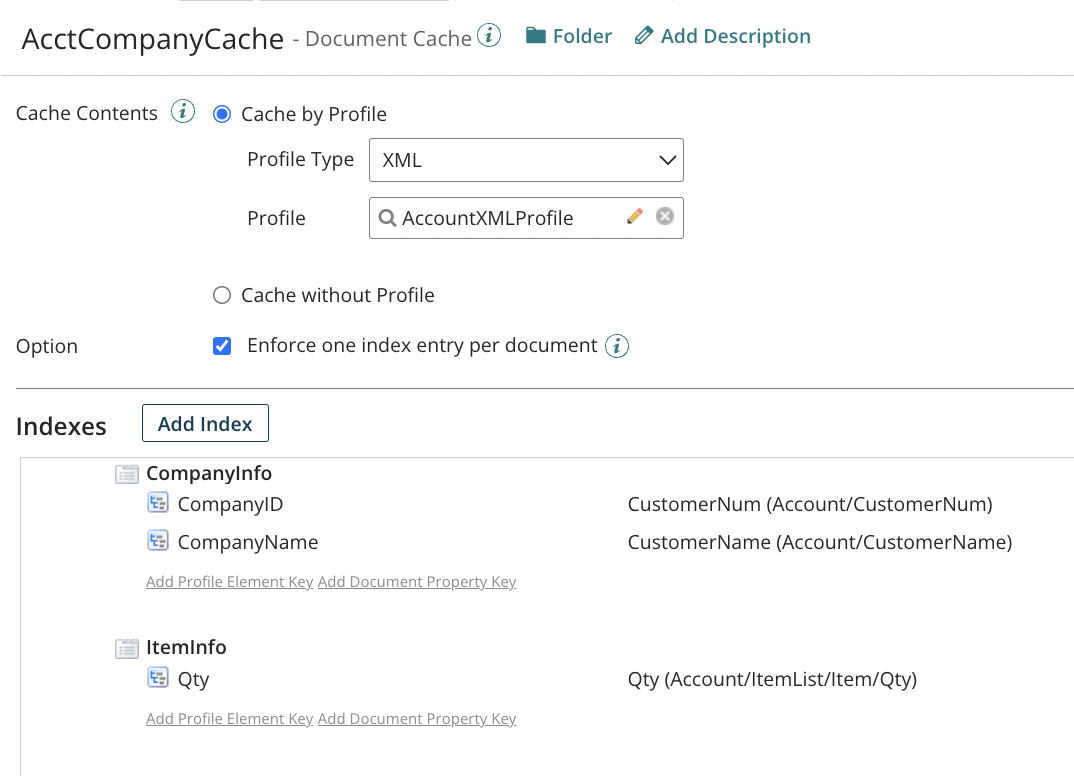 AcctCompanyCache - Document Cache i Folder Add Description
Cache Contents i Cache by Profile
Profile Type XML
Profile AccountXMLProfile
Cache without Profile
Option Enforce one index entry per document i
Indexes Add Index
CompanyInfo
CompanyID CustomerNum (Account/CustomerNum)
CompanyName CustomerName (Account/CustomerName)
Add Profile Element Key Add Document Property Key
ItemInfo
Qty Qty (Account/ItemList/Item/Qty)
Add Profile Element Key Add Document Property Key